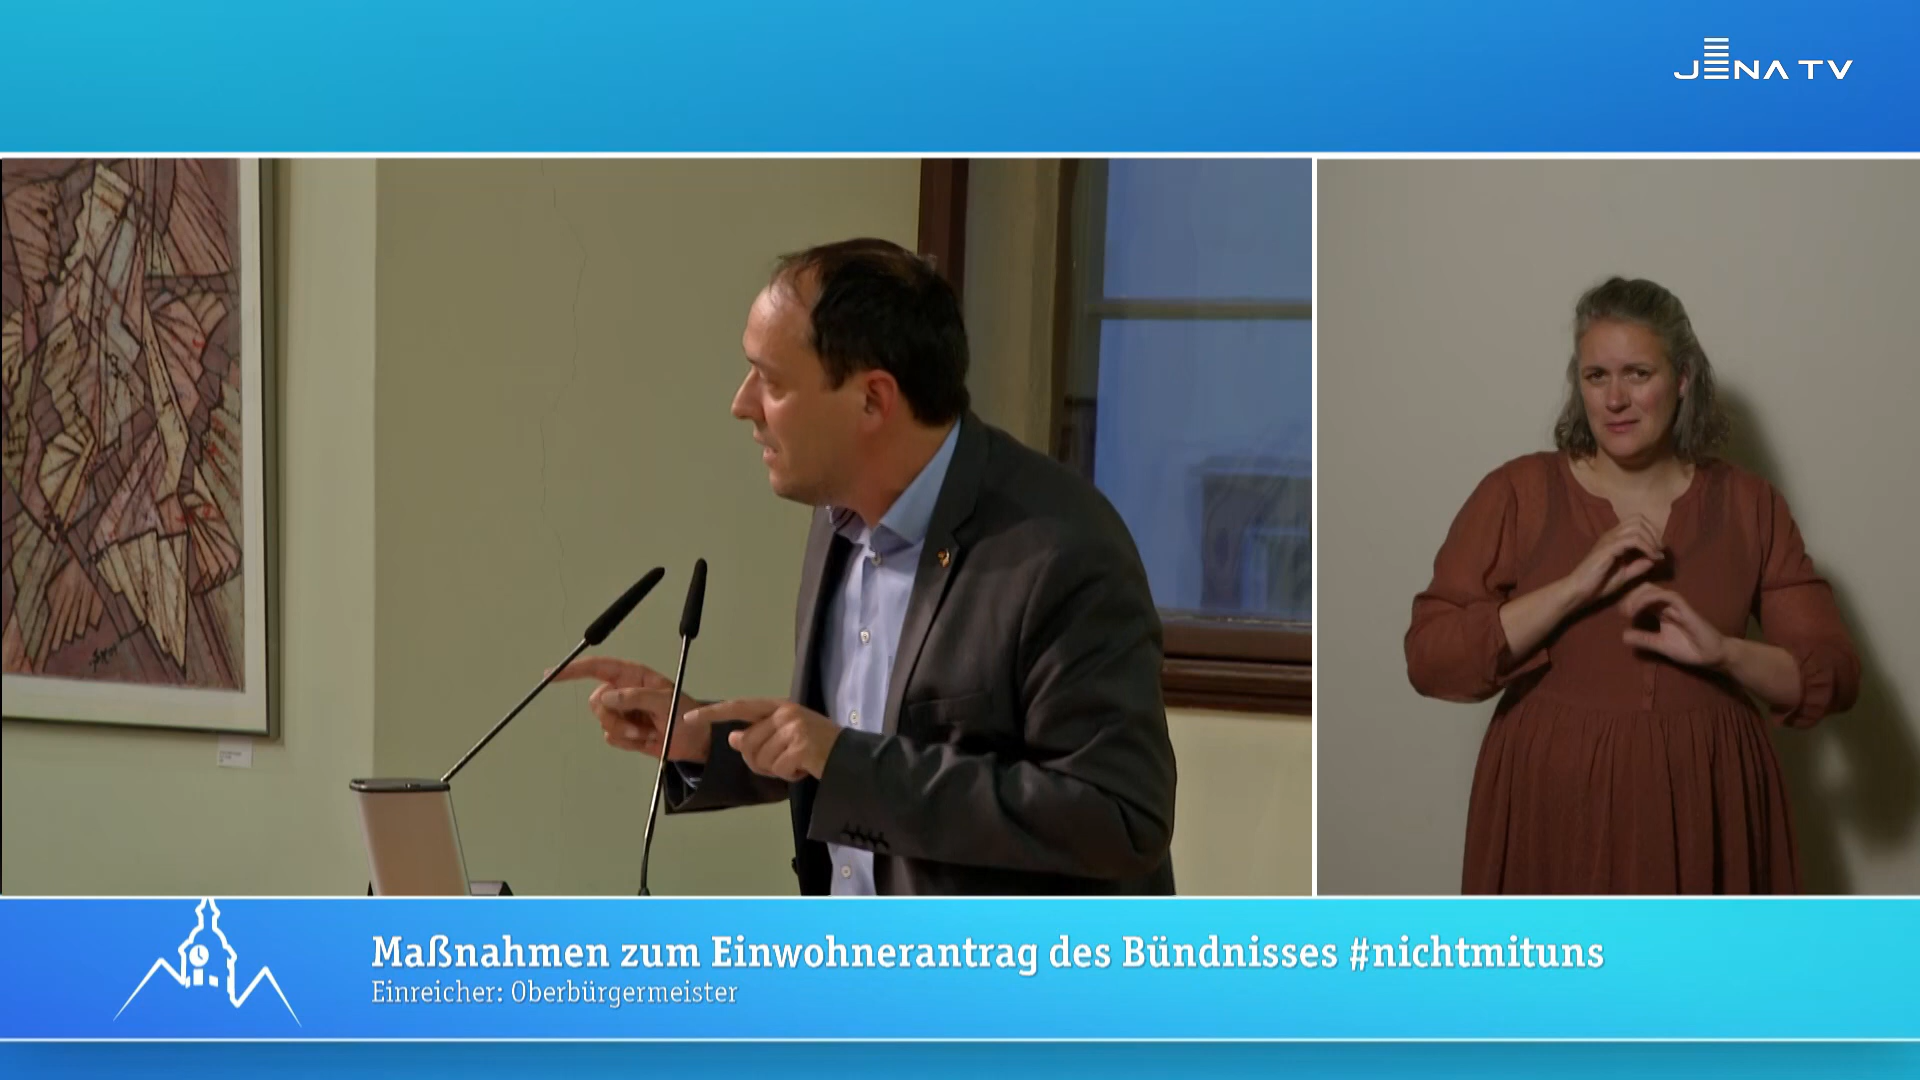 JENA TV
Maßnahmen zum Einwohnerantrag des Bündnisses #nichtmituns
Einreicher: Oberbürgermeister